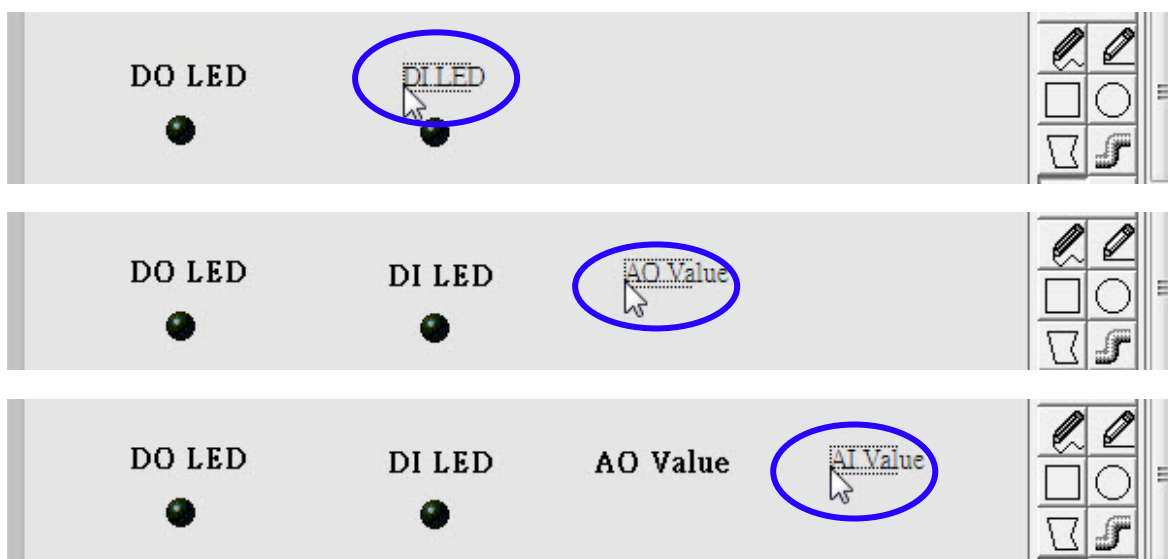 DO LED DI LED
DO LED DI LED AO Value
DO LED DI LED AO Value AI Value